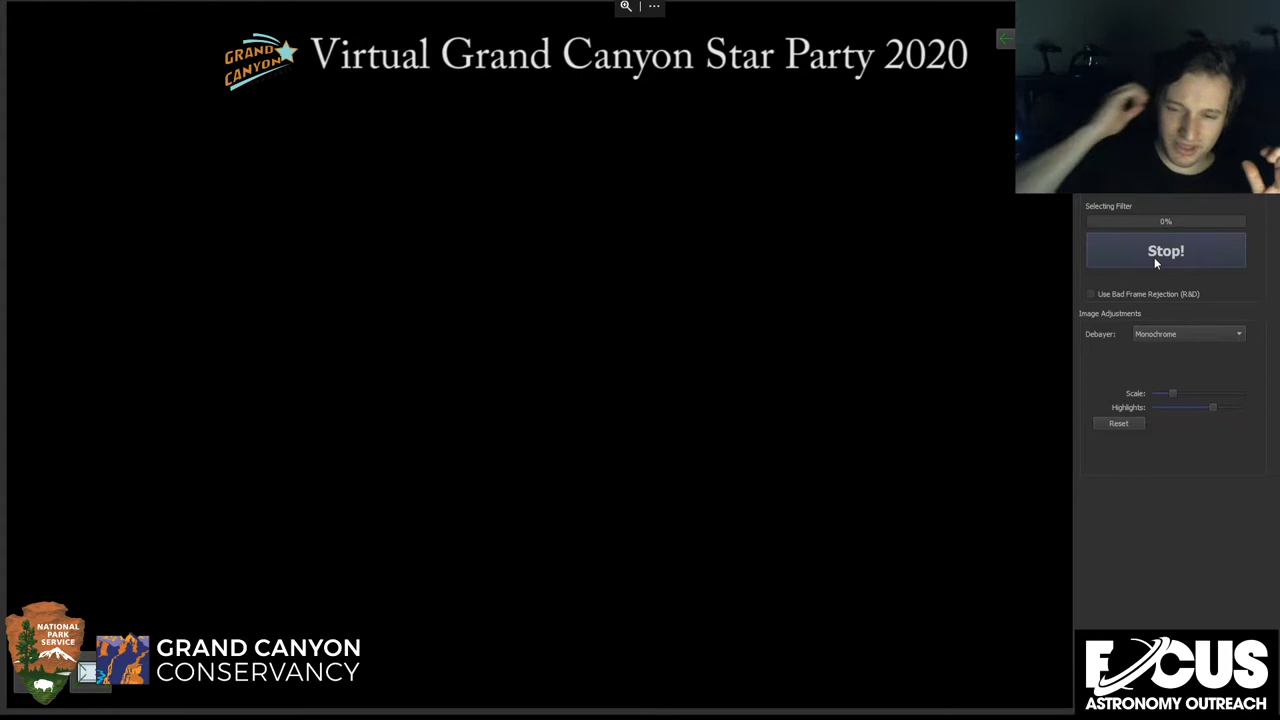 GRAND
CANYON
Virtual Grand Canyon Star Party 2020
Selecting Filter
0%
Stop!
Use Bad Frame Rejection (R&D)
Image Adjustments
Debayer: Monochrome
Scale:
Highlights:
Reset
NATIONAL
PARK
SERVICE
GRAND CANYON
CONSERVANCY
FOCUS
ASTRONOMY OUTREACH